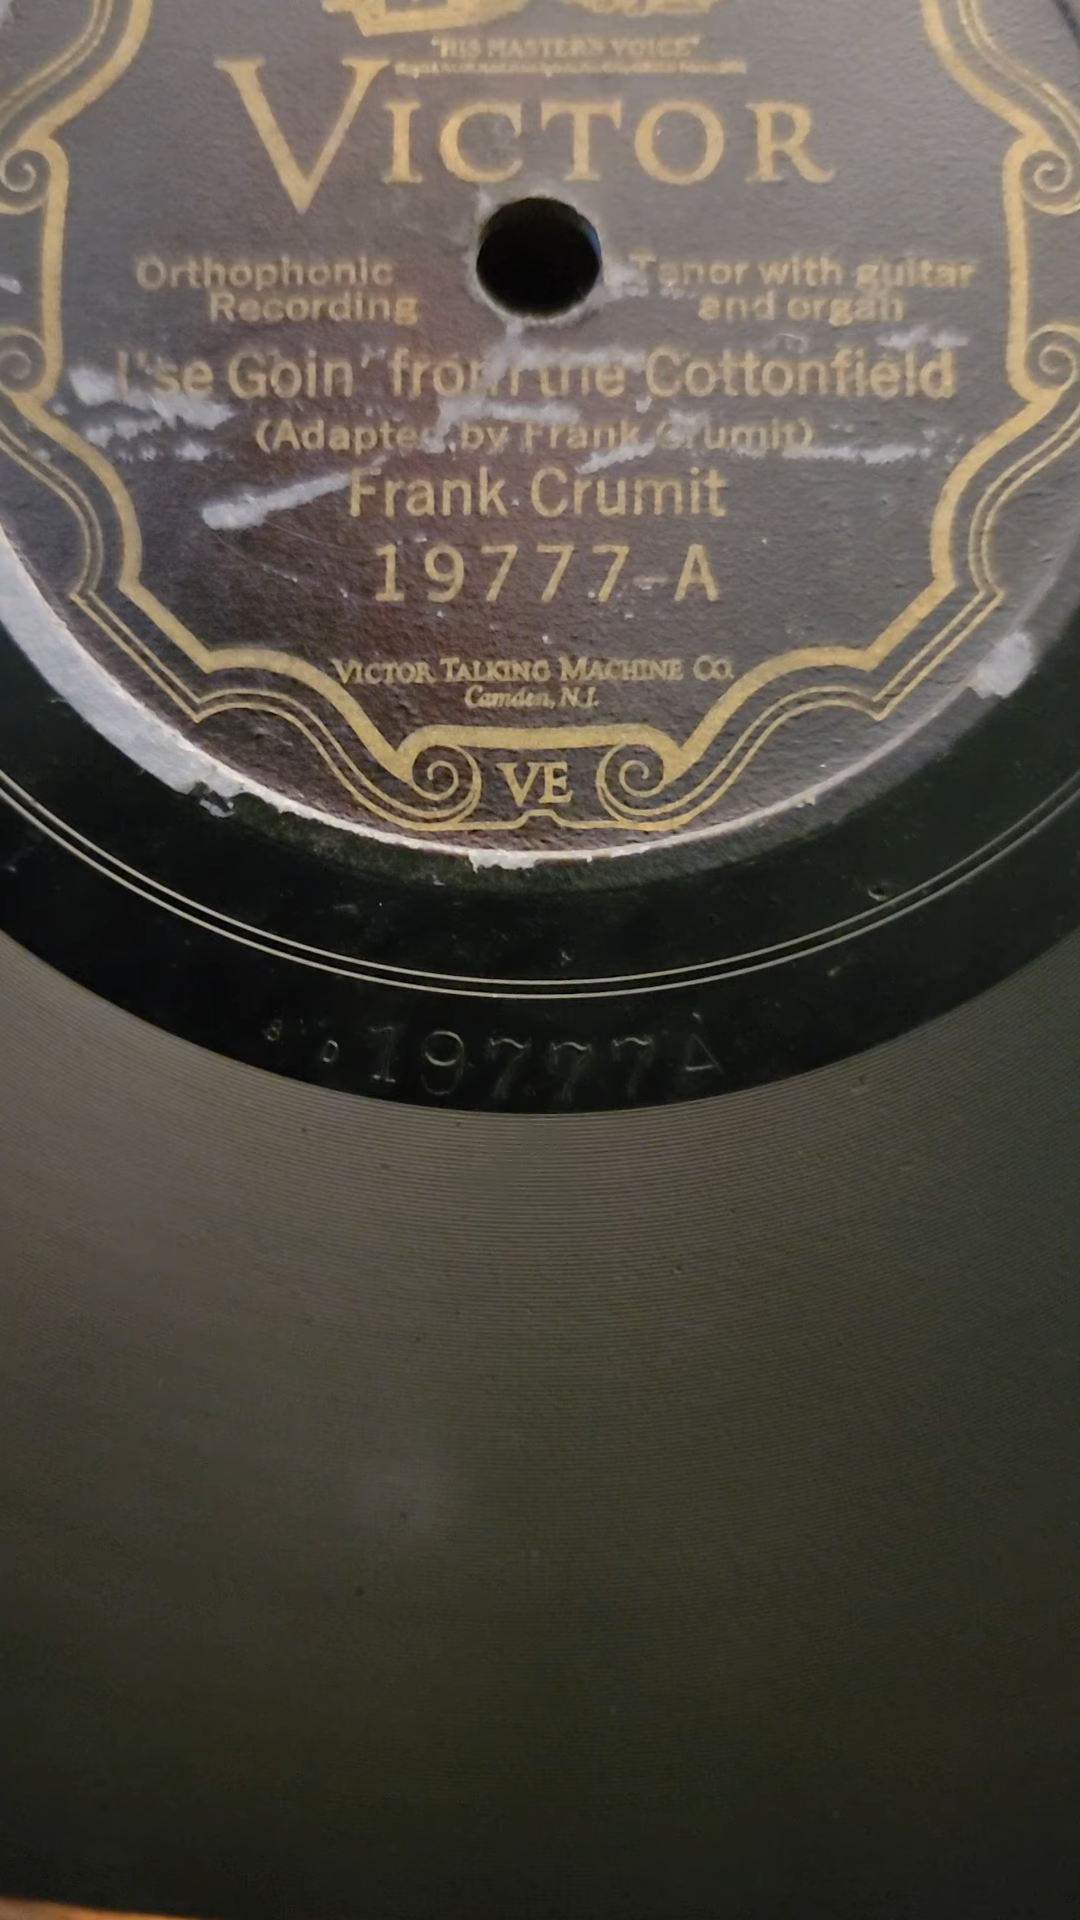 "HIS MASTER'S VOICE"
VICTOR
Orthophonic Recording
Tenor with guitar and organ
I'se Goin' from the Cottonfield
(Adapted by Frank Crumit)
Frank Crumit
19777-A
VICTOR TALKING MACHINE CO.
Camden, N.J.
VE
19777A